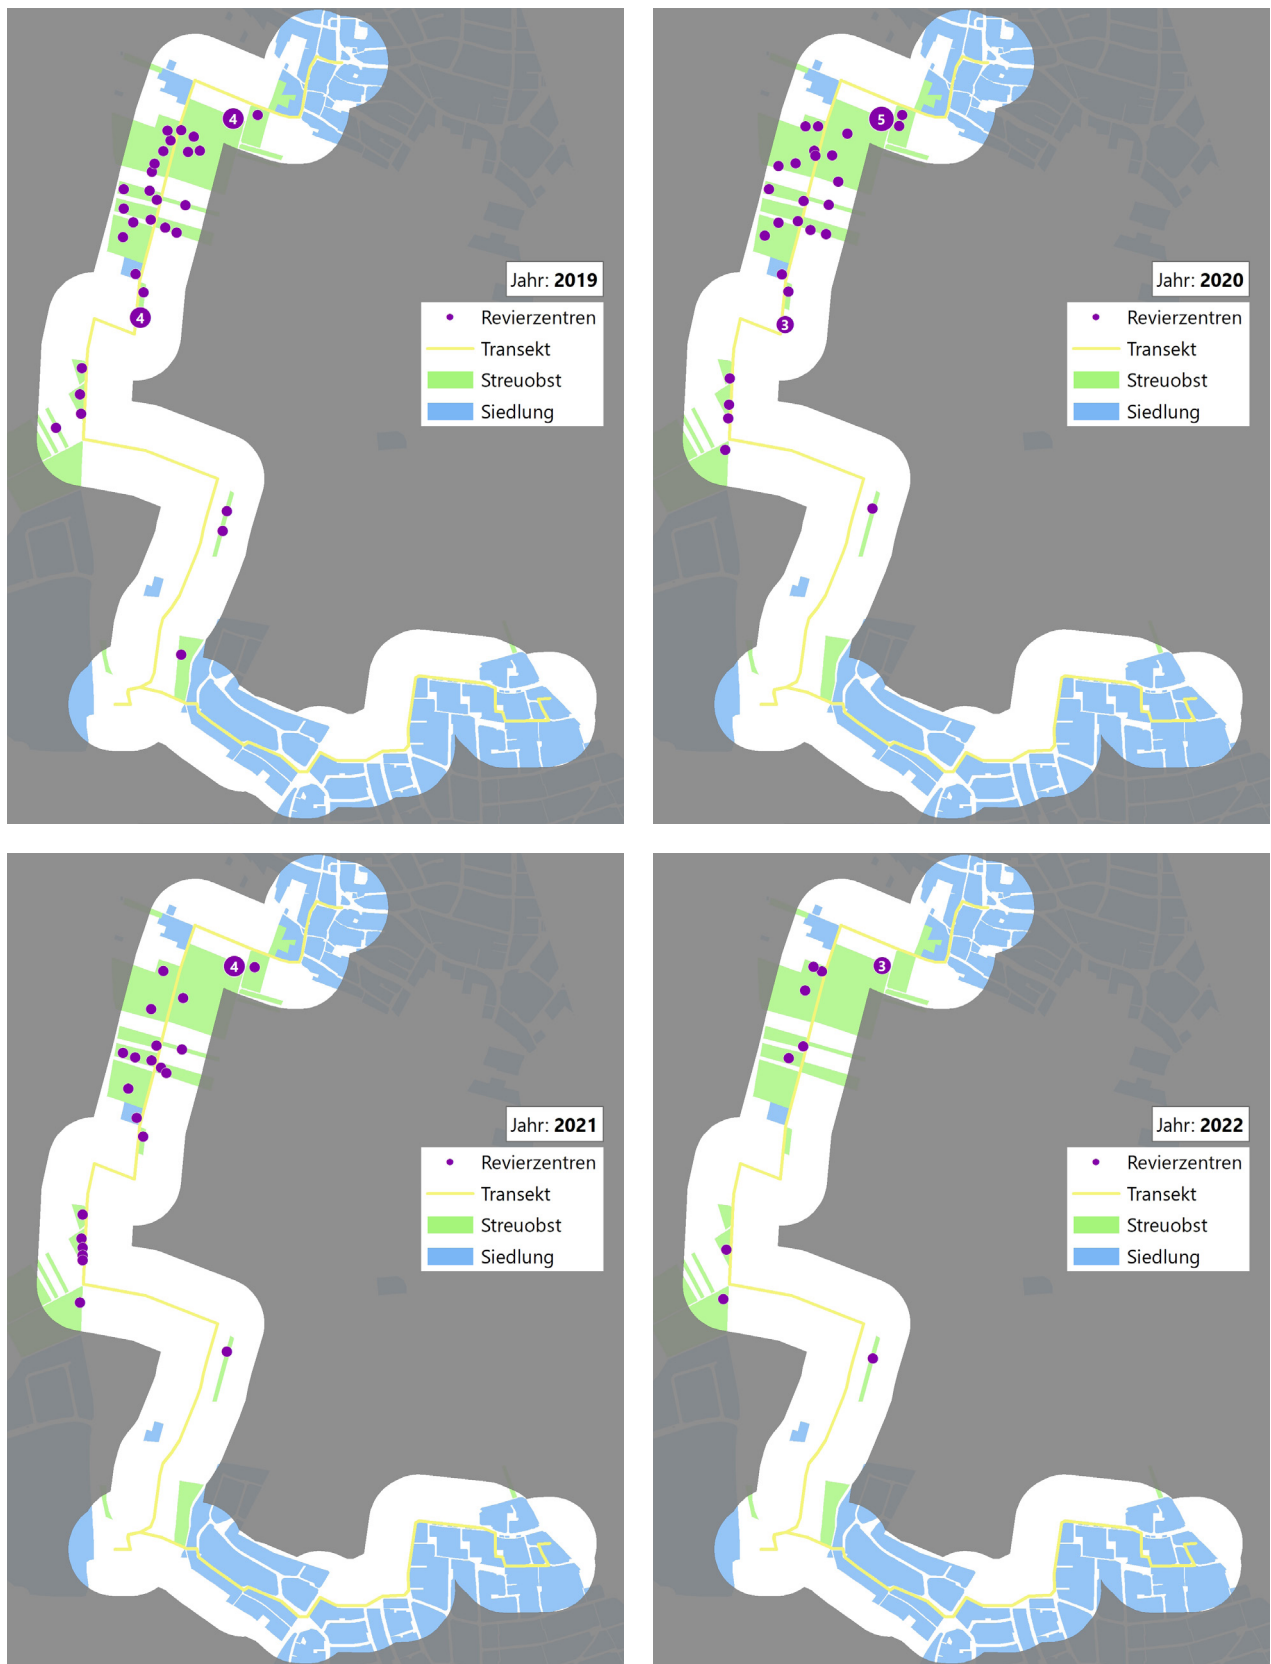 4
4
Jahr: 2019
Revierzentren
Transekt
Streuobst
Siedlung
5
3
Jahr: 2020
Revierzentren
Transekt
Streuobst
Siedlung
4
Jahr: 2021
Revierzentren
Transekt
Streuobst
Siedlung
3
Jahr: 2022
Revierzentren
Transekt
Streuobst
Siedlung